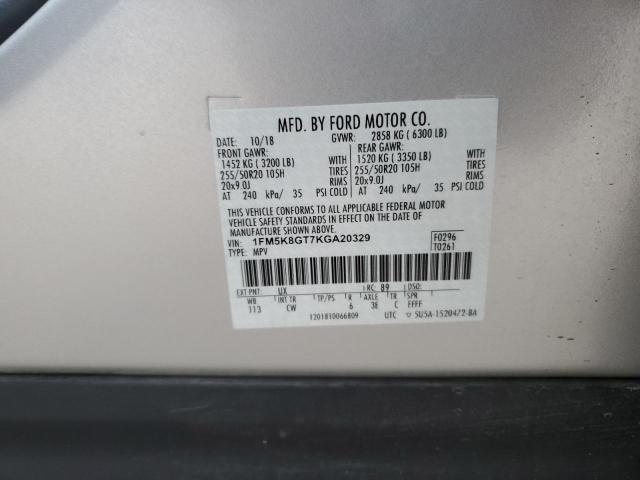 MFD. BY FORD MOTOR CO.
DATE: 10/18 GVWR: 2858 KG ( 6300 LB)
FRONT GAWR: REAR GAWR:
1452 KG ( 3200 LB) WITH 1520 KG ( 3350 LB) WITH
255/50R20 105H TIRES 255/50R20 105H TIRES
20x9.0J RIMS 20x9.0J RIMS
AT 240 kPa/ 35 PSI COLD AT 240 kPa/ 35 PSI COLD
THIS VEHICLE CONFORMS TO ALL APPLICABLE FEDERAL MOTOR
VEHICLE SAFETY STANDARDS IN EFFECT ON THE DATE OF
MANUFACTURE SHOWN ABOVE.
VIN: 1FM5K8GT7KGA20329 F0296
TYPE: MPV T0261
EXT PNT: UX RC: 89 DSO:
WB INT TR TP/PS R AXLE TR SPR
113 CW 6 3E C FFFF
1201810066809 UTC ▽ 5U5A-1520472-BA